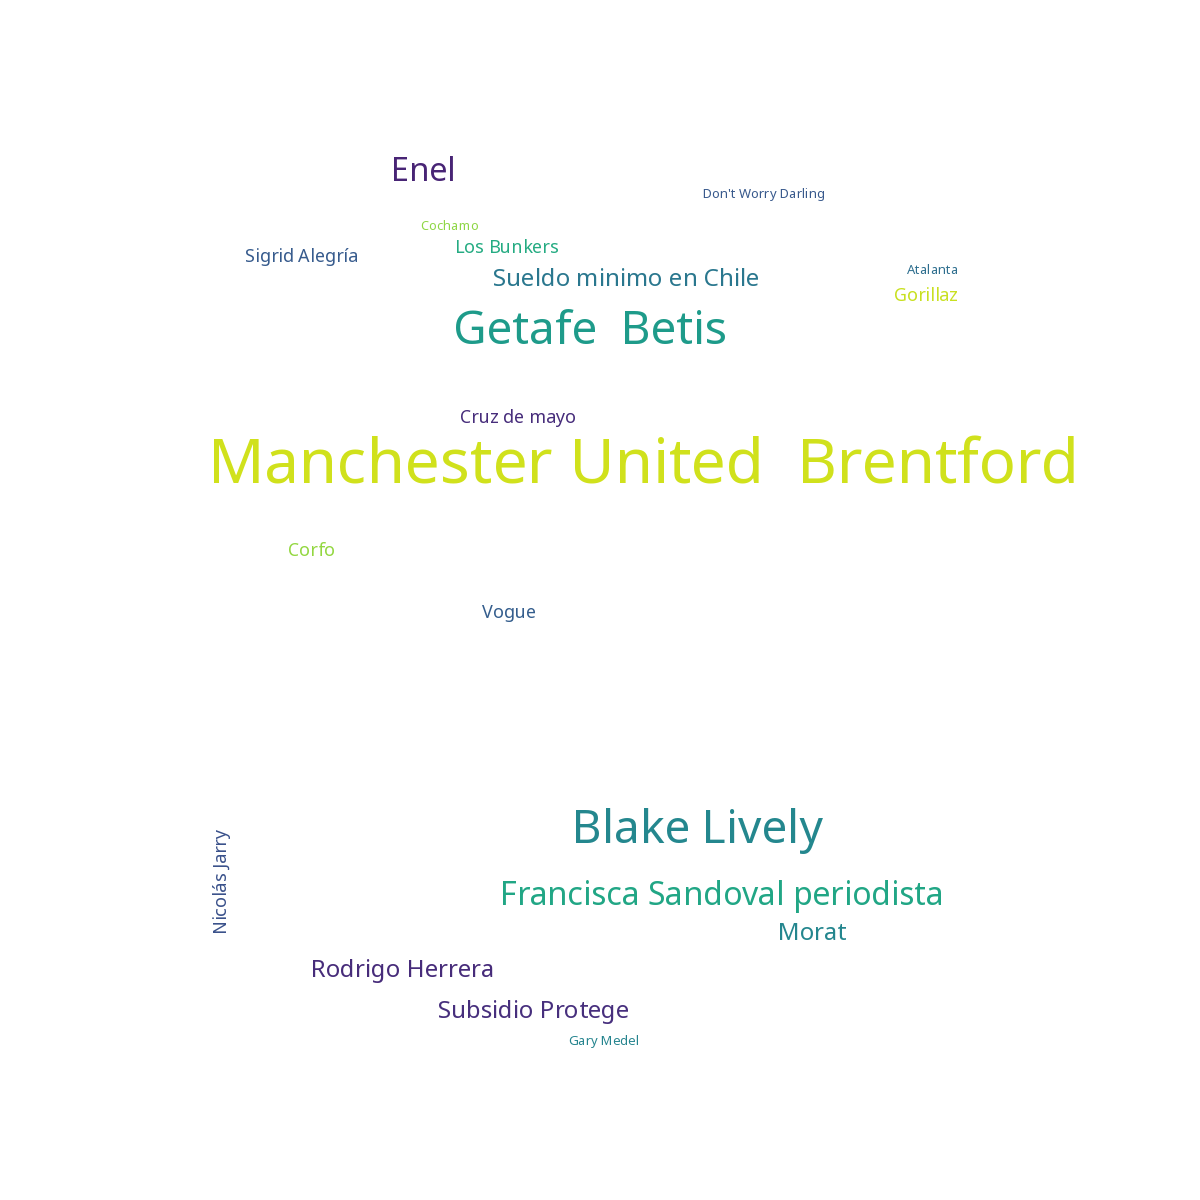 Enel
Don't Worry Darling
Cochamo
Los Bunkers
Sigrid Alegría
Sueldo minimo en Chile
Atalanta
Gorillaz
Getafe  Betis
Cruz de mayo
Manchester United  Brentford
Corfo
Vogue
Blake Lively
Nicolás Jarry
Francisca Sandoval periodista
Morat
Rodrigo Herrera
Subsidio Protege
Gary Medel